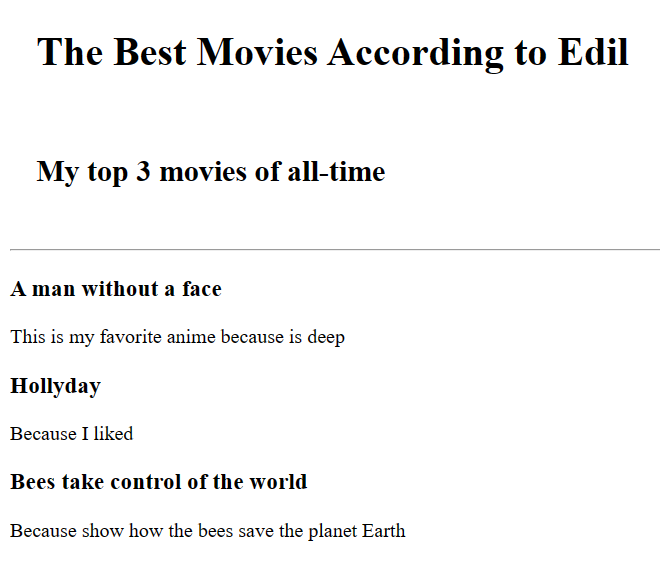 The Best Movies According to Edil
My top 3 movies of all-time
A man without a face
This is my favorite anime because is deep
Hollyday
Because I liked
Bees take control of the world
Because show how the bees save the planet Earth